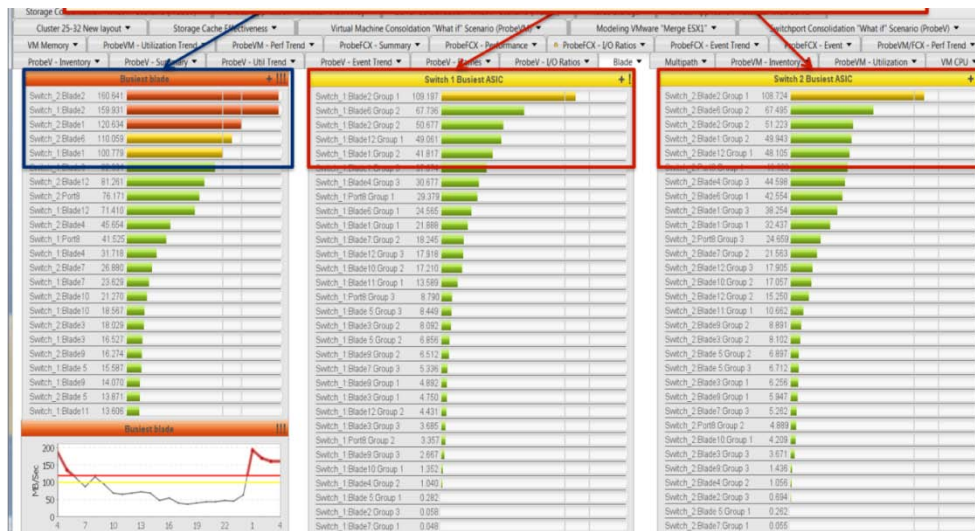 Storage Co
Cluster 25-32 New layout Storage Cache Effectiveness Virtual Machine Consolidation "What if" Scenario (ProbeVM) Modeling VMware "Merge ESX1" Switchport Consolidation "What if" Scenario (ProbeV)
VM Memory ProbeVM - Utilization Trend ProbeVM - Perf Trend ProbeFCX - Summary ProbeFCX - Performance ProbeFCX - I/O Ratios ProbeFCX - Event Trend ProbeFCX - Event ProbeVM/FCX - Perf Trend
ProbeV - Inventory ProbeV - Summary ProbeV - Util Trend ProbeV - Event Trend ProbeV - Frames ProbeV - I/O Ratios Blade Multipath ProbeVM - Inventory ProbeVM - Utilization VM CPU
Busiest blade +
Switch_2:Blade2 160.641
Switch_1:Blade2 159.931
Switch_2:Blade1 120.634
Switch_2:Blade6 110.059
Switch_1:Blade1 100.779
Switch_2:Blade12 81.261
Switch_2:Port8 76.171
Switch_1:Blade12 71.410
Switch_2:Blade4 45.654
Switch_1:Port8 41.525
Switch_1:Blade4 31.718
Switch_2:Blade7 26.880
Switch_1:Blade7 23.629
Switch_2:Blade10 21.270
Switch_1:Blade10 18.567
Switch_2:Blade3 18.029
Switch_1:Blade3 16.527
Switch_2:Blade9 16.274
Switch_1:Blade 5 15.587
Switch_1:Blade9 14.070
Switch_2:Blade 5 13.871
Switch_1:Blade11 13.606
Busiest blade
MB/Sec
200
150
100
50
0
4 7 10 13 16 19 22 1 4
Switch 1 Busiest ASIC +
Switch_1:Blade2:Group 1 109.197
Switch_1:Blade6:Group 2 67.736
Switch_1:Blade2:Group 2 50.677
Switch_1:Blade12:Group 1 49.061
Switch_1:Blade1:Group 2 41.817
Switch_1:Blade4:Group 3 30.677
Switch_1:Port8:Group 1 29.379
Switch_1:Blade6:Group 1 24.565
Switch_1:Blade1:Group 1 21.888
Switch_1:Blade7:Group 2 18.245
Switch_1:Blade12:Group 3 17.918
Switch_1:Blade10:Group 2 17.210
Switch_1:Blade11:Group 1 13.589
Switch_1:Port8:Group 3 8.790
Switch_1:Blade 5:Group 3 8.449
Switch_1:Blade3:Group 2 8.092
Switch_1:Blade 5:Group 2 6.856
Switch_1:Blade9:Group 2 6.512
Switch_1:Blade7:Group 3 5.336
Switch_1:Blade9:Group 1 4.892
Switch_1:Blade3:Group 1 4.750
Switch_1:Blade12:Group 2 4.431
Switch_1:Blade3:Group 3 3.685
Switch_1:Port8:Group 2 3.357
Switch_1:Blade9:Group 3 2.667
Switch_1:Blade10:Group 1 1.352
Switch_1:Blade4:Group 2 1.040
Switch_1:Blade 5:Group 1 0.282
Switch_1:Blade2:Group 3 0.058
Switch_1:Blade7:Group 1 0.048
Switch 2 Busiest ASIC +
Switch_2:Blade2:Group 1 108.724
Switch_2:Blade6:Group 2 67.495
Switch_2:Blade2:Group 2 51.223
Switch_2:Blade1:Group 2 49.943
Switch_2:Blade12:Group 1 48.105
Switch_2:Blade4:Group 3 44.598
Switch_2:Blade6:Group 1 42.554
Switch_2:Blade1:Group 3 38.254
Switch_2:Blade1:Group 1 32.437
Switch_2:Port8:Group 3 24.659
Switch_2:Blade7:Group 2 21.563
Switch_2:Blade12:Group 3 17.905
Switch_2:Blade10:Group 2 17.057
Switch_2:Blade12:Group 2 15.250
Switch_2:Blade11:Group 1 10.662
Switch_2:Blade9:Group 2 8.891
Switch_2:Blade3:Group 2 8.102
Switch_2:Blade 5:Group 2 6.897
Switch_2:Blade 5:Group 3 6.712
Switch_2:Blade3:Group 1 6.256
Switch_2:Blade9:Group 1 5.947
Switch_2:Blade7:Group 3 5.262
Switch_2:Port8:Group 2 4.889
Switch_2:Blade10:Group 1 4.209
Switch_2:Blade3:Group 3 3.671
Switch_2:Blade9:Group 3 1.436
Switch_2:Blade4:Group 2 1.056
Switch_2:Blade2:Group 3 0.694
Switch_2:Blade 5:Group 1 0.262
Switch_2:Blade7:Group 1 0.055